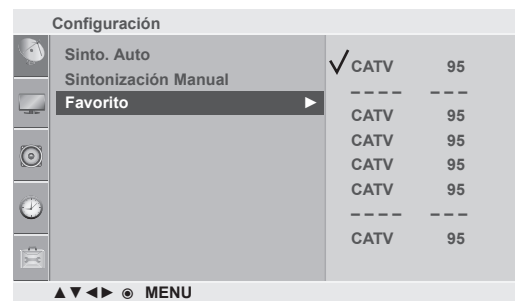 Configuración
Sinto. Auto
Sintonización Manual
Favorito ►
✓ CATV 95
---- ---
CATV 95
CATV 95
CATV 95
CATV 95
---- ---
CATV 95
▲▼◄► ◉ MENU